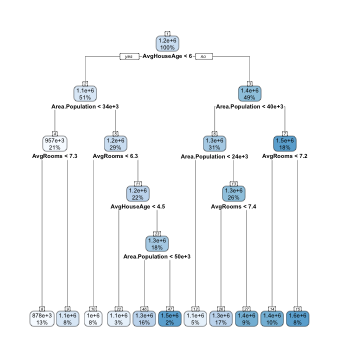 1
1.2e+6
100%
yes AvgHouseAge < 6 no
1.1e+6
51%
Area.Population < 34e+3
3
1.4e+6
49%
Area.Population < 40e+3
4
957e+3
21%
AvgRooms < 7.3
5
1.2e+6
29%
AvgRooms < 6.3
6
1.3e+6
31%
Area.Population < 24e+3
7
1.5e+6
18%
AvgRooms < 7.2
1.2e+6
22%
AvgHouseAge < 4.5
1.3e+6
26%
AvgRooms < 7.4
1.3e+6
18%
Area.Population < 50e+3
878e+3
13%
1.1e+6
8%
1e+6
8%
1.1e+6
3%
1.3e+6
16%
1.5e+6
2%
1.1e+6
5%
1.3e+6
17%
1.4e+6
9%
1.4e+6
10%
1.6e+6
8%